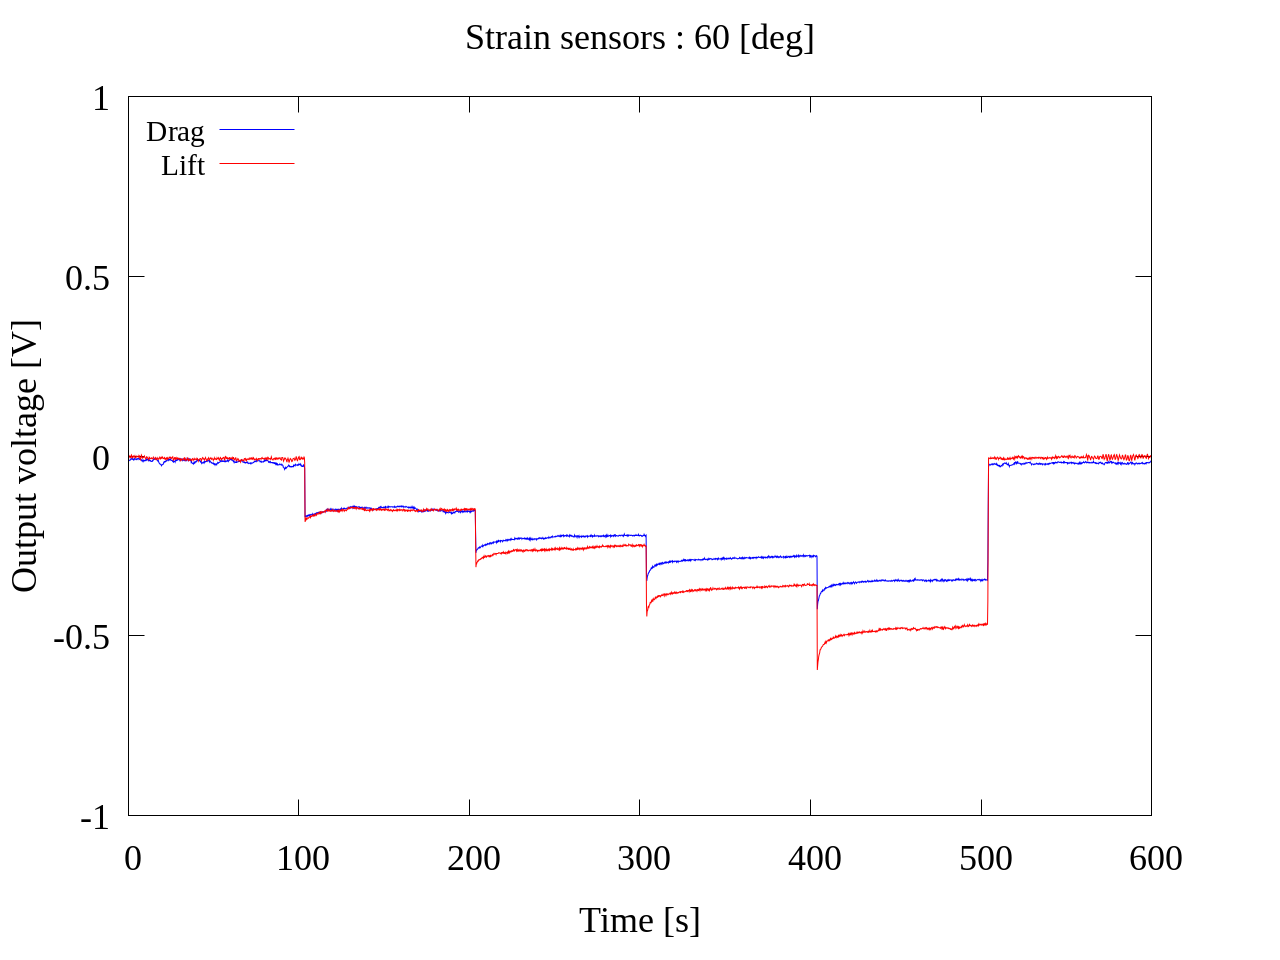 Strain sensors : 60 [deg]
1
Drag
Lift
0.5
0
-0.5
-1
Output voltage [V]
0 100 200 300 400 500 600
Time [s]